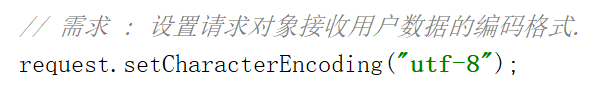 // 需求 : 设置请求对象接收用户数据的编码格式.
request.setCharacterEncoding("utf-8");